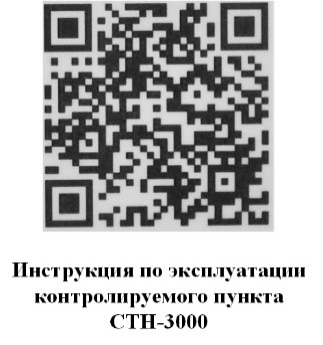 Инструкция по эксплуатации
контролируемого пункта
СТН-3000